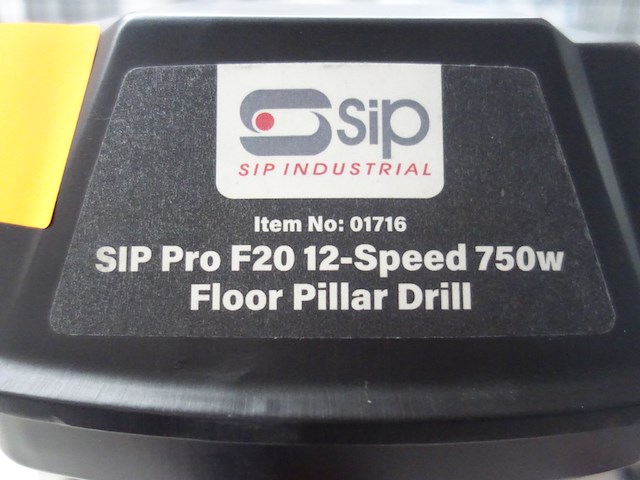 sip
SIP INDUSTRIAL
Item No: 01716
SIP Pro F20 12-Speed 750w
Floor Pillar Drill